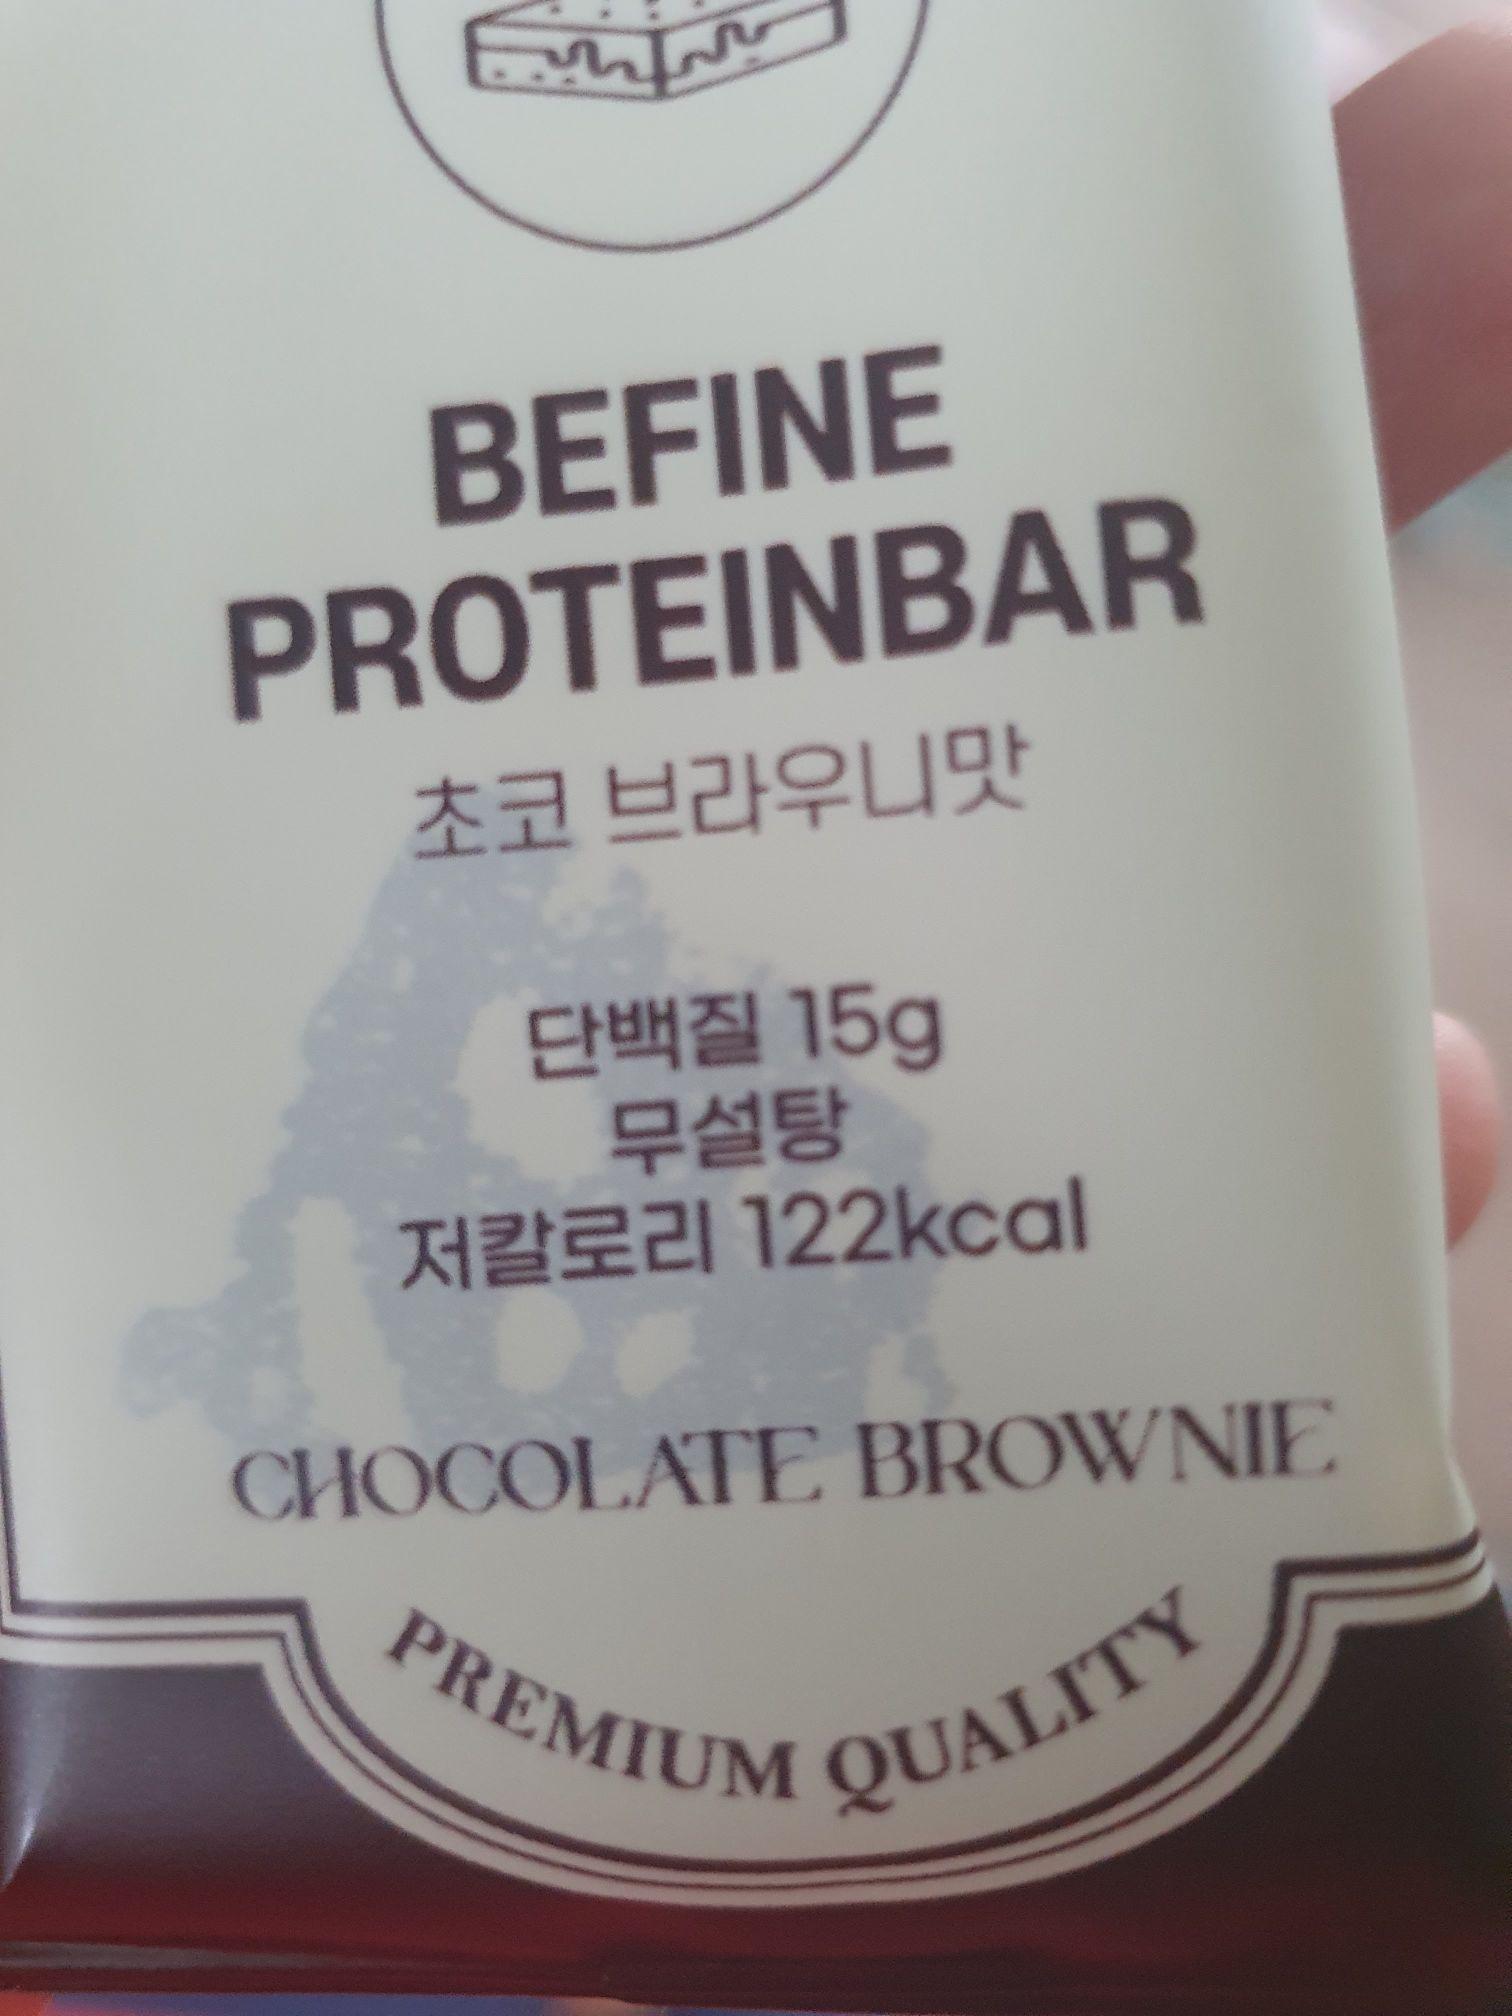 BEFINE
PROTEINBAR
초코 브라우니맛
단백질 15g
무설탕
저칼로리 122kcal
CHOCOLATE BROWNIE
PREMIUM QUALITY